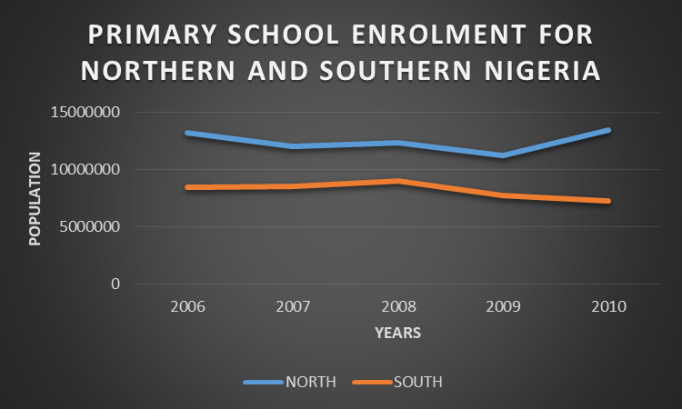 PRIMARY SCHOOL ENROLMENT FOR
NORTHERN AND SOUTHERN NIGERIA
15000000
10000000
5000000
0
POPULATION
2006 2007 2008 2009 2010
YEARS
NORTH SOUTH